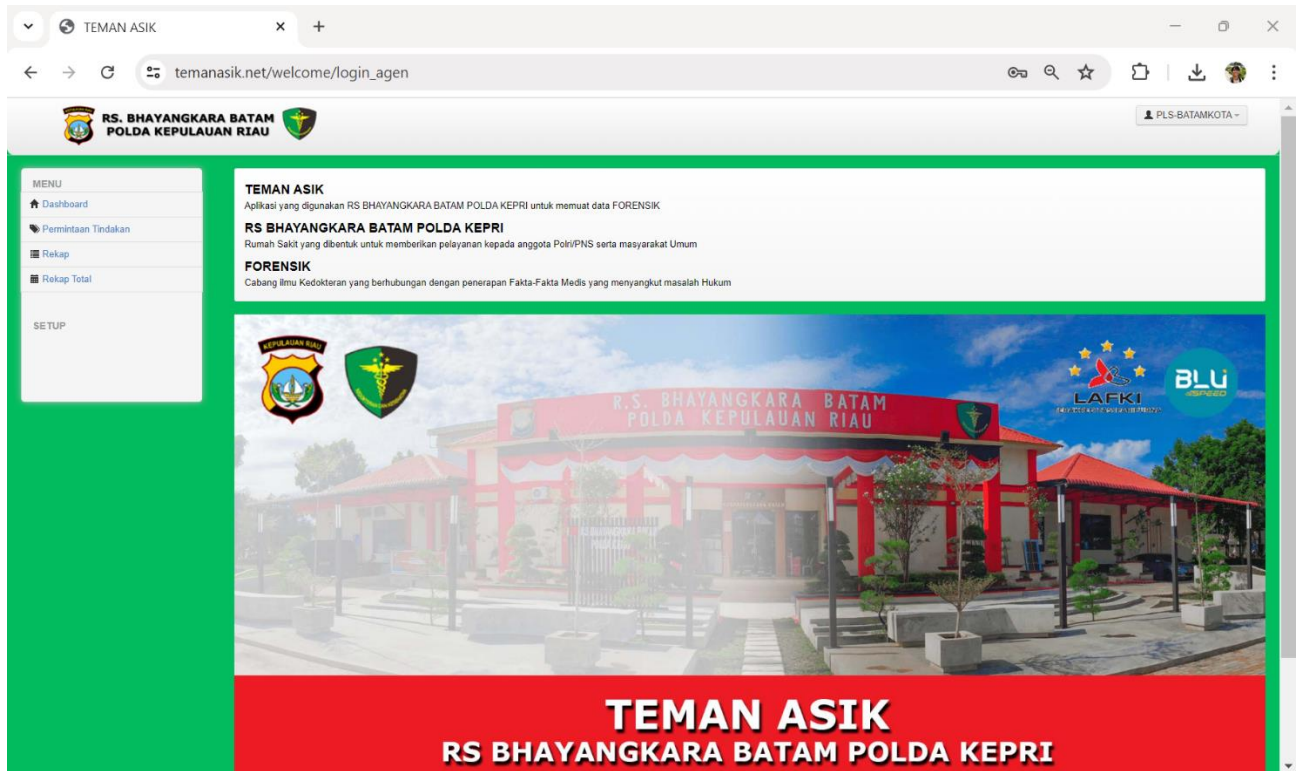 TEMAN ASIK
temanasik.net/welcome/login_agen
RS. BHAYANGKARA BATAM
POLDA KEPULAUAN RIAU
PLS-BATAMKOTA
MENU
Dashboard
Permintaan Tindakan
Rekap
Rekap Total
SETUP
TEMAN ASIK
Aplikasi yang digunakan RS BHAYANGKARA BATAM POLDA KEPRI untuk memuat data FORENSIK
RS BHAYANGKARA BATAM POLDA KEPRI
Rumah Sakit yang dibentuk untuk memberikan pelayanan kepada anggota Polri/PNS serta masyarakat Umum
FORENSIK
Cabang ilmu Kedokteran yang berhubungan dengan penerapan Fakta-Fakta Medis yang menyangkut masalah Hukum
KEPULAUAN RIAU
LAFKI
BLU
SPEED
R.S. BHAYANGKARA BATAM
POLDA KEPULAUAN RIAU
TEMAN ASIK
RS BHAYANGKARA BATAM POLDA KEPRI